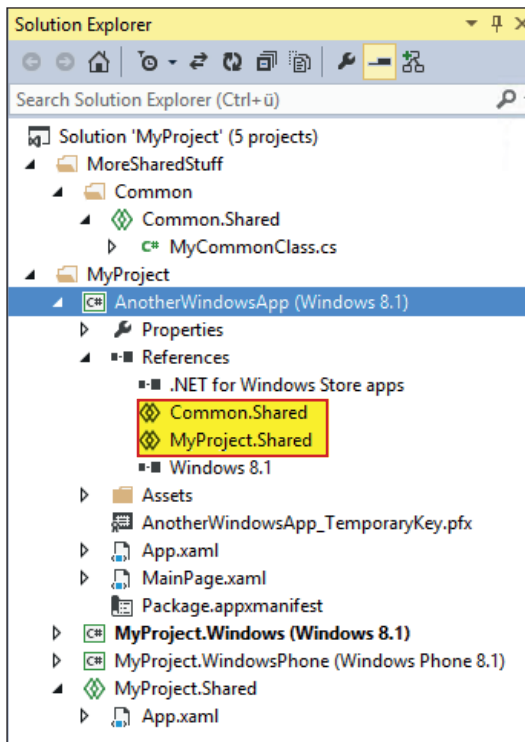 Solution Explorer
Search Solution Explorer (Ctrl+ü)
Solution 'MyProject' (5 projects)
MoreSharedStuff
Common
Common.Shared
C# MyCommonClass.cs
MyProject
C# AnotherWindowsApp (Windows 8.1)
Properties
References
.NET for Windows Store apps
Common.Shared
MyProject.Shared
Windows 8.1
Assets
AnotherWindowsApp_TemporaryKey.pfx
App.xaml
MainPage.xaml
Package.appxmanifest
C# MyProject.Windows (Windows 8.1)
C# MyProject.WindowsPhone (Windows Phone 8.1)
MyProject.Shared
App.xaml